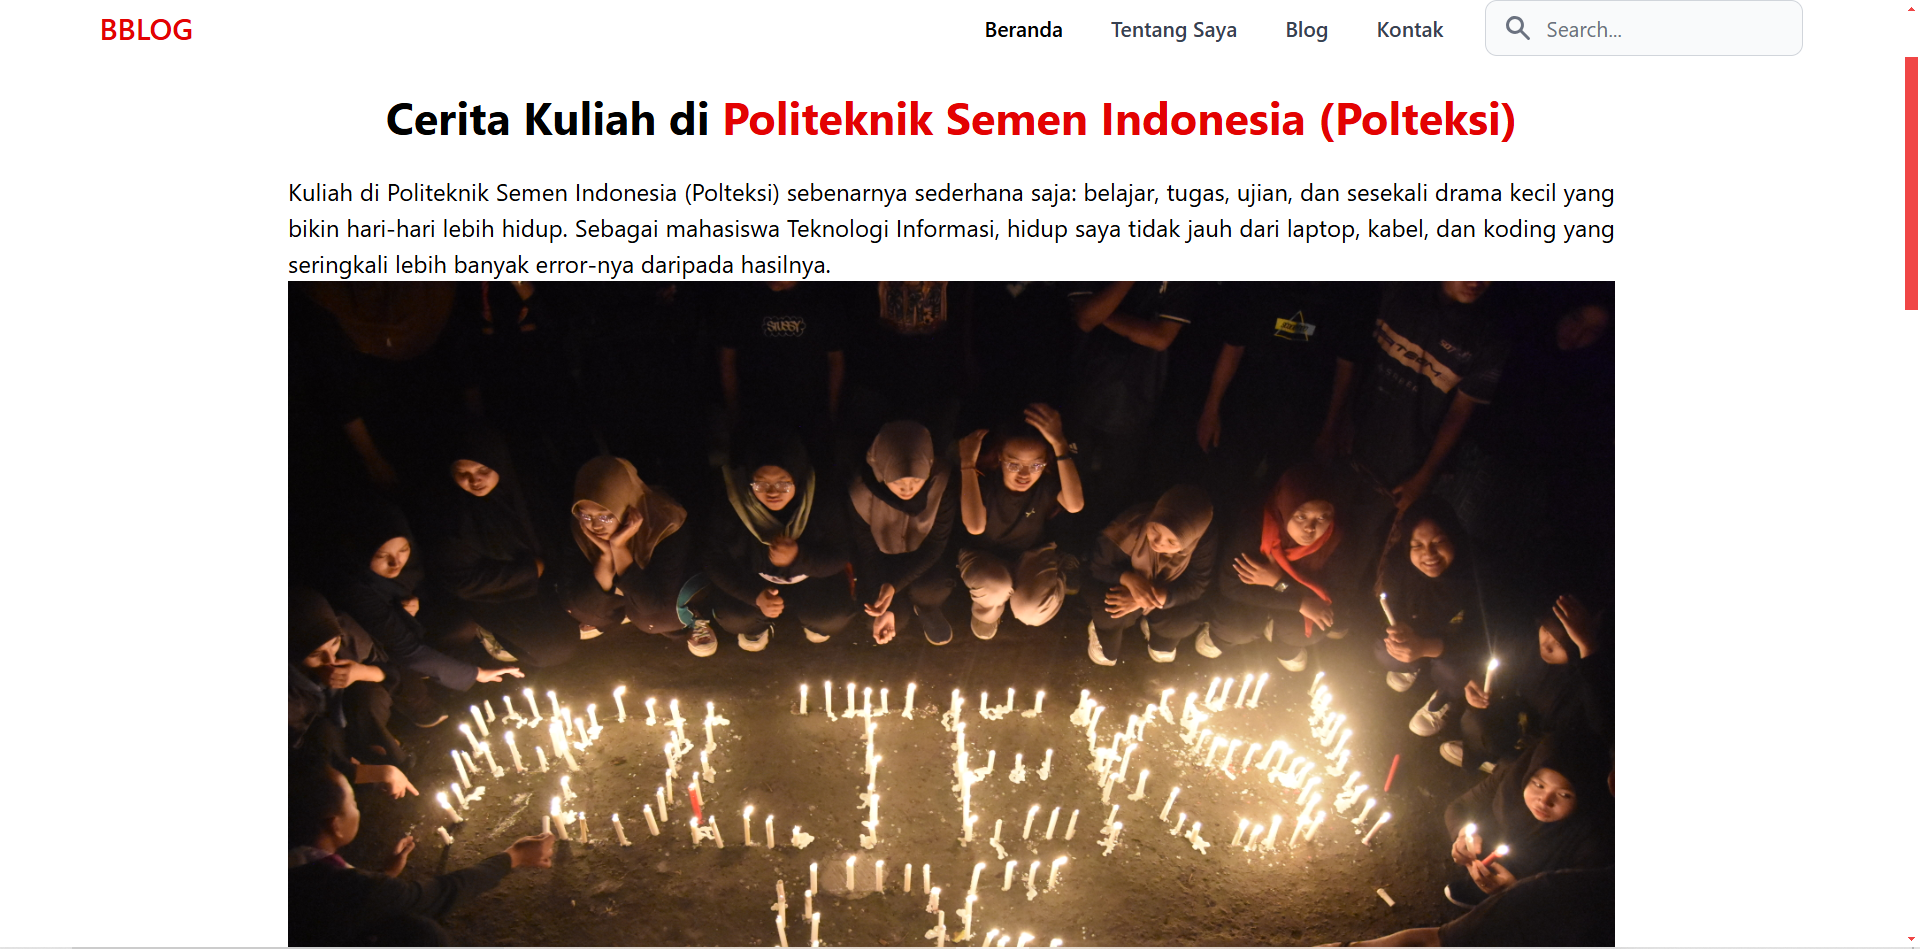 BBLOG
Beranda
Tentang Saya
Blog
Kontak
Search...
Cerita Kuliah di Politeknik Semen Indonesia (Polteksi)
Kuliah di Politeknik Semen Indonesia (Polteksi) sebenarnya sederhana saja: belajar, tugas, ujian, dan sesekali drama kecil yang
bikin hari-hari lebih hidup. Sebagai mahasiswa Teknologi Informasi, hidup saya tidak jauh dari laptop, kabel, dan koding yang
seringkali lebih banyak error-nya daripada hasilnya.
STUSSY